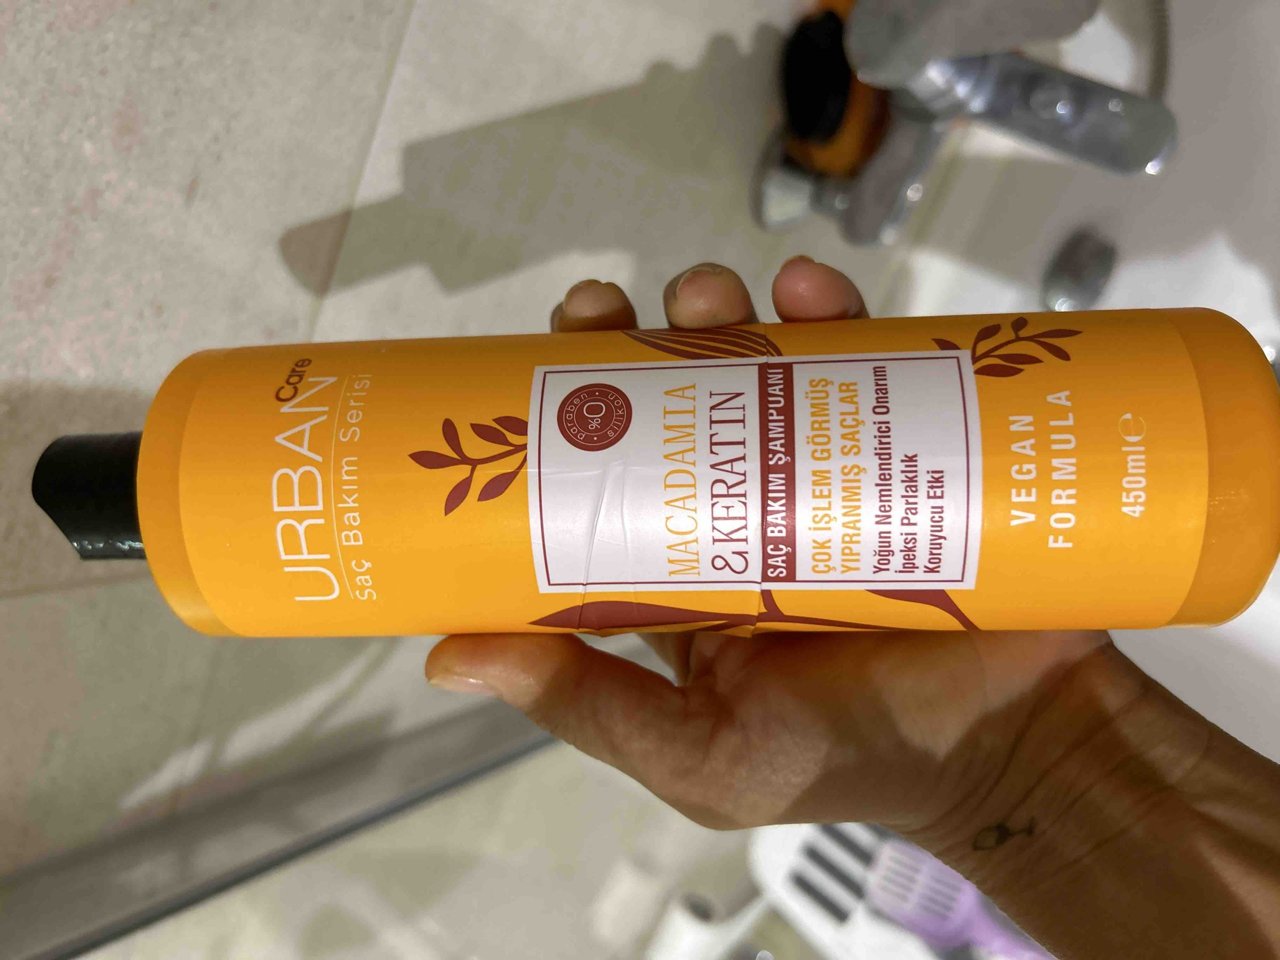 URBAN Care
Saç Bakım Serisi
paraben • silikon •
%0
MACADAMIA
&KERATIN
SAÇ BAKIM ŞAMPUANI
ÇOK İŞLEM GÖRMÜŞ
YIPRANMIŞ SAÇLAR
Yoğun Nemlendirici Onarım
İpeksi Parlaklık
Koruyucu Etki
VEGAN
FORMULA
450ml℮